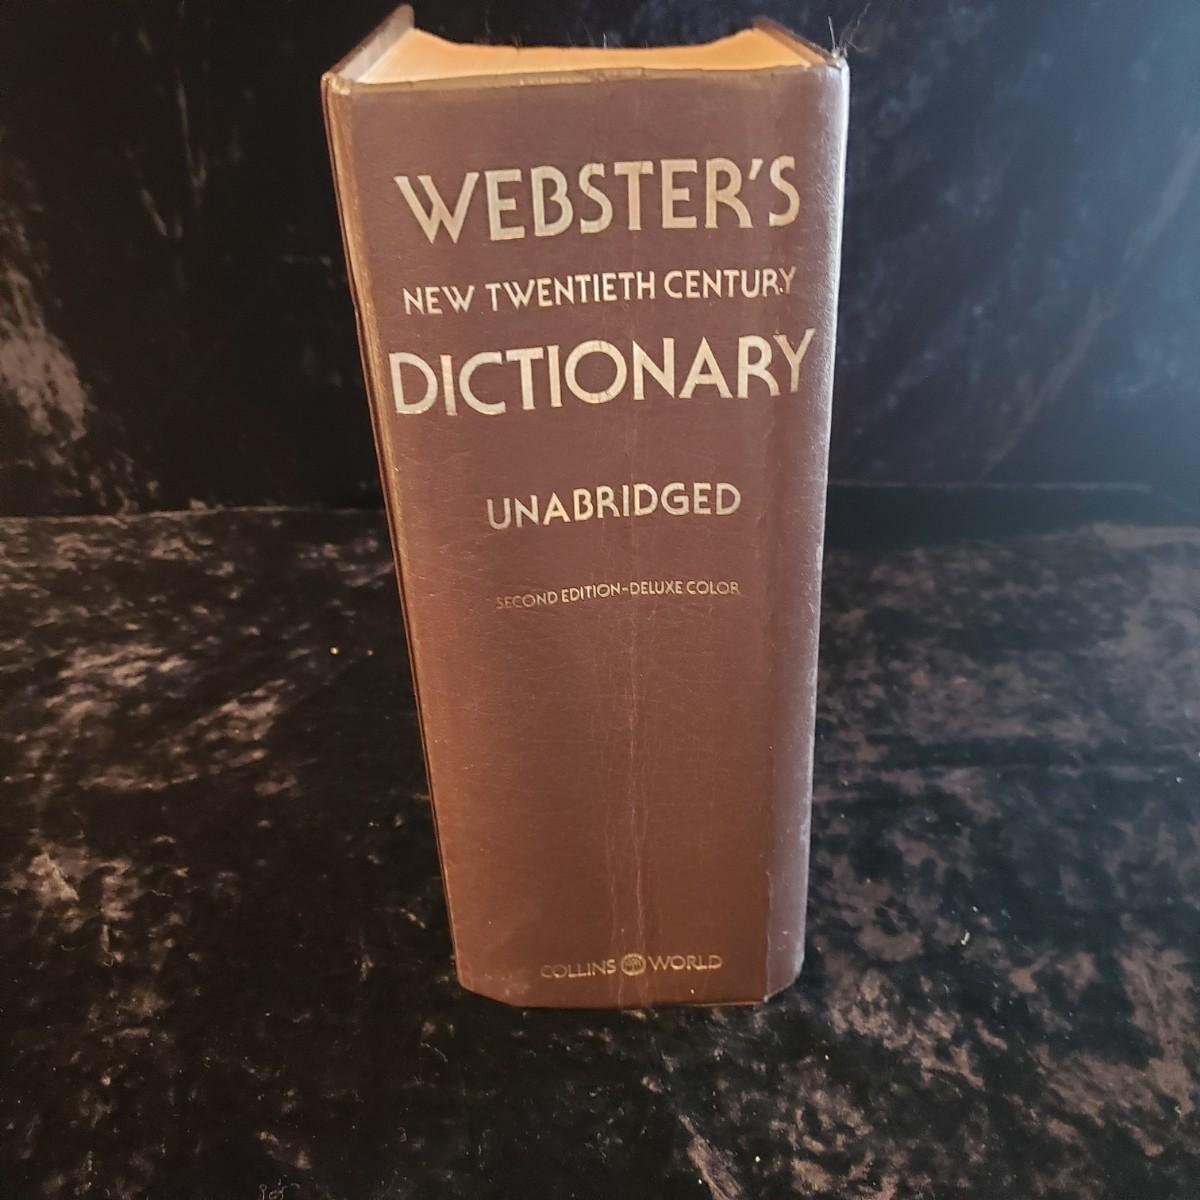 WEBSTER'S
NEW TWENTIETH CENTURY
DICTIONARY
UNABRIDGED
SECOND EDITION-DELUXE COLOR
COLLINS WORLD